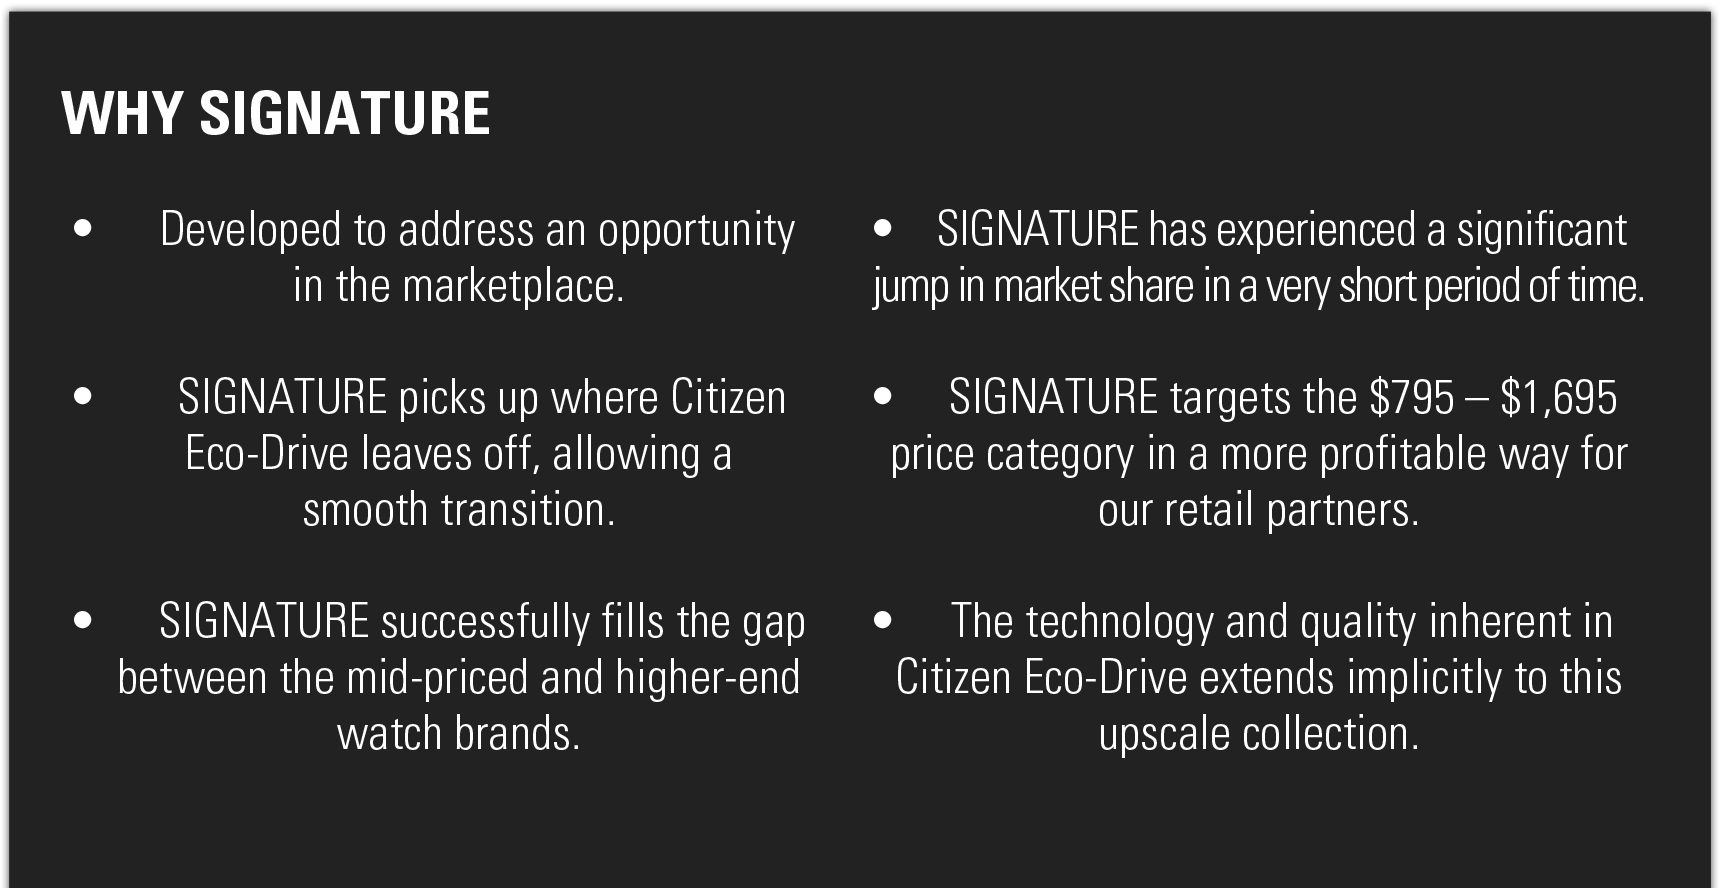 WHY SIGNATURE
• Developed to address an opportunity
in the marketplace.
• SIGNATURE picks up where Citizen
Eco-Drive leaves off, allowing a
smooth transition.
• SIGNATURE successfully fills the gap
between the mid-priced and higher-end
watch brands.
• SIGNATURE has experienced a significant
jump in market share in a very short period of time.
• SIGNATURE targets the $795 – $1,695
price category in a more profitable way for
our retail partners.
• The technology and quality inherent in
Citizen Eco-Drive extends implicitly to this
upscale collection.